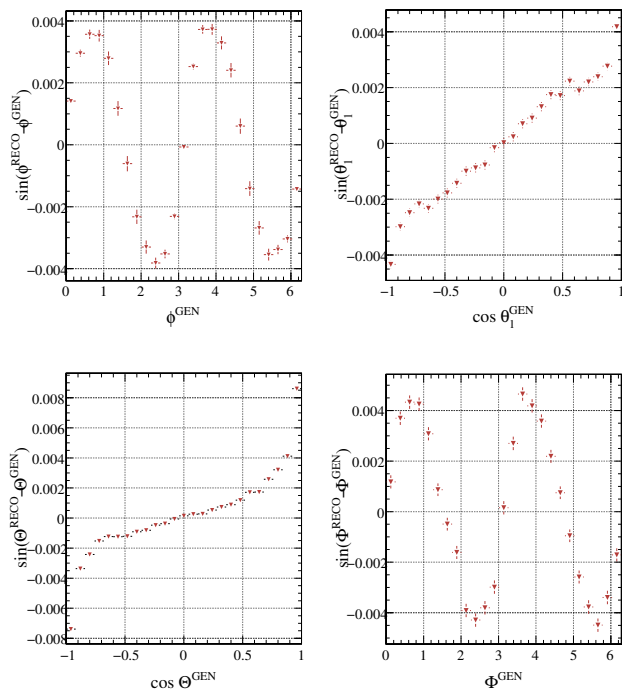 sin(ϕ^RECO-ϕ^GEN)
0.004
0.002
0
−0.002
−0.004
0 1 2 3 4 5 6
ϕ^GEN
sin(θ₁^RECO-θ₁^GEN)
0.004
0.002
0
−0.002
−0.004
−1 −0.5 0 0.5 1
cos θ₁^GEN
sin(Θ^RECO-Θ^GEN)
0.008
0.006
0.004
0.002
0
−0.002
−0.004
−0.006
−0.008
−1 −0.5 0 0.5 1
cos Θ^GEN
sin(Φ^RECO-Φ^GEN)
0.004
0.002
0
−0.002
−0.004
0 1 2 3 4 5 6
Φ^GEN